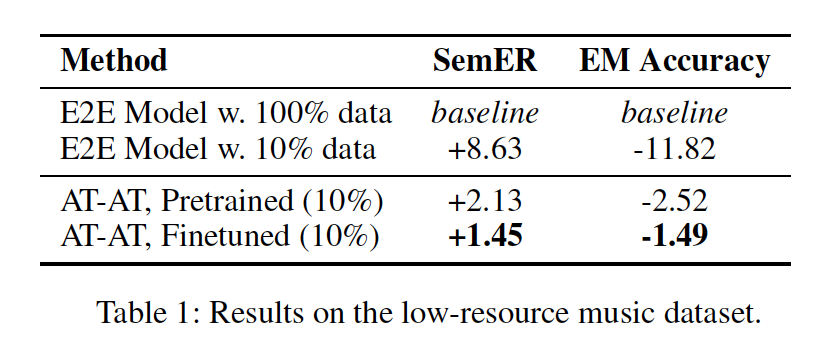 Method SemER EM Accuracy
E2E Model w. 100% data baseline baseline
E2E Model w. 10% data +8.63 -11.82
AT-AT, Pretrained (10%) +2.13 -2.52
AT-AT, Finetuned (10%) +1.45 -1.49
Table 1: Results on the low-resource music dataset.